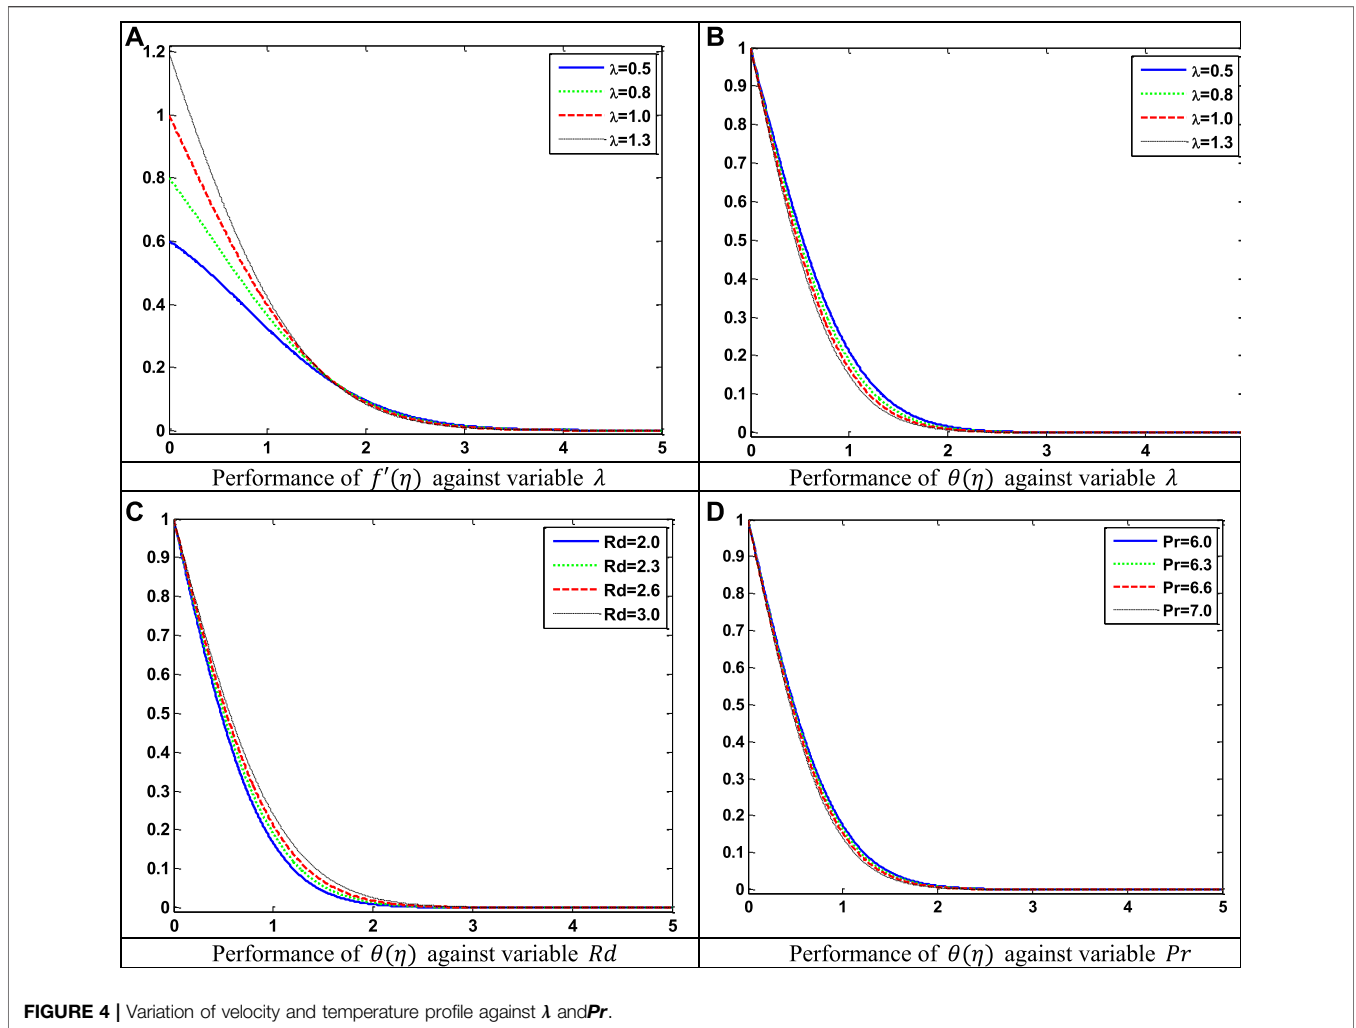 A
1.2
1
0.8
0.6
0.4
0.2
0
0 1 2 3 4 5
λ=0.5
λ=0.8
λ=1.0
λ=1.3
Performance of f′(η) against variable λ
B
1
0.9
0.8
0.7
0.6
0.5
0.4
0.3
0.2
0.1
0
0 1 2 3 4
λ=0.5
λ=0.8
λ=1.0
λ=1.3
Performance of θ(η) against variable λ
C
1
0.9
0.8
0.7
0.6
0.5
0.4
0.3
0.2
0.1
0
0 1 2 3 4 5
Rd=2.0
Rd=2.3
Rd=2.6
Rd=3.0
Performance of θ(η) against variable Rd
D
1
0.9
0.8
0.7
0.6
0.5
0.4
0.3
0.2
0.1
0
0 1 2 3 4 5
Pr=6.0
Pr=6.3
Pr=6.6
Pr=7.0
Performance of θ(η) against variable Pr
FIGURE 4 | Variation of velocity and temperature profile against λ andPr.